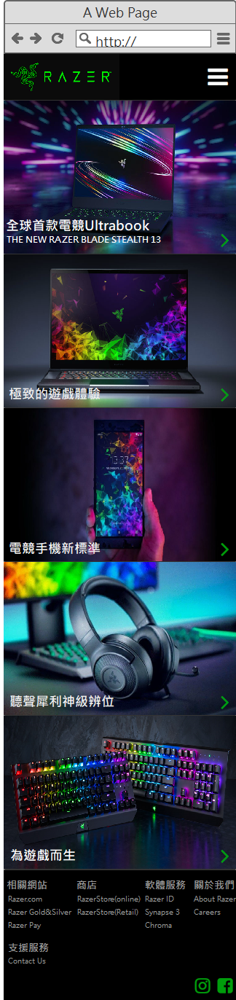 A Web Page
http://
RAZER
全球首款電競Ultrabook
THE NEW RAZER BLADE STEALTH 13
極致的遊戲體驗
13:37
電競手機新標準
聽聲犀利神級辨位
為遊戲而生
相關網站 商店 軟體服務 關於我們
Razer.com RazerStore(online) Razer ID About Razer
Razer Gold&Silver RazerStore(Retail) Synapse 3 Careers
Razer Pay Chroma
支援服務
Contact Us